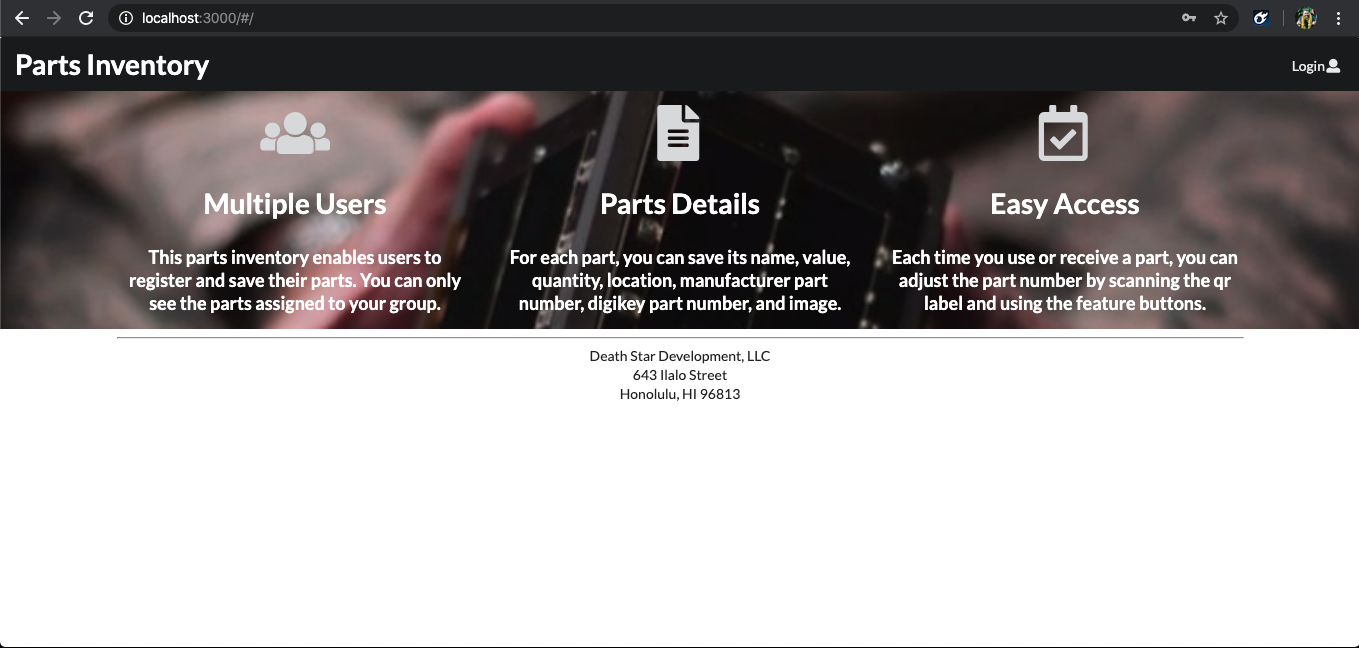 localhost:3000/#/
Parts Inventory
Login
Multiple Users
This parts inventory enables users to
register and save their parts. You can only
see the parts assigned to your group.
Parts Details
For each part, you can save its name, value,
quantity, location, manufacturer part
number, digikey part number, and image.
Easy Access
Each time you use or receive a part, you can
adjust the part number by scanning the qr
label and using the feature buttons.
Death Star Development, LLC
643 Ilalo Street
Honolulu, HI 96813